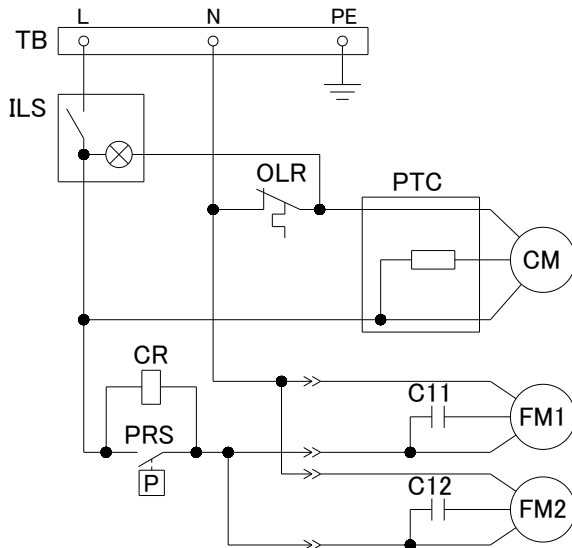 L N PE
TB
ILS
OLR
PTC
CM
CR
C11
PRS
FM1
P
C12
FM2